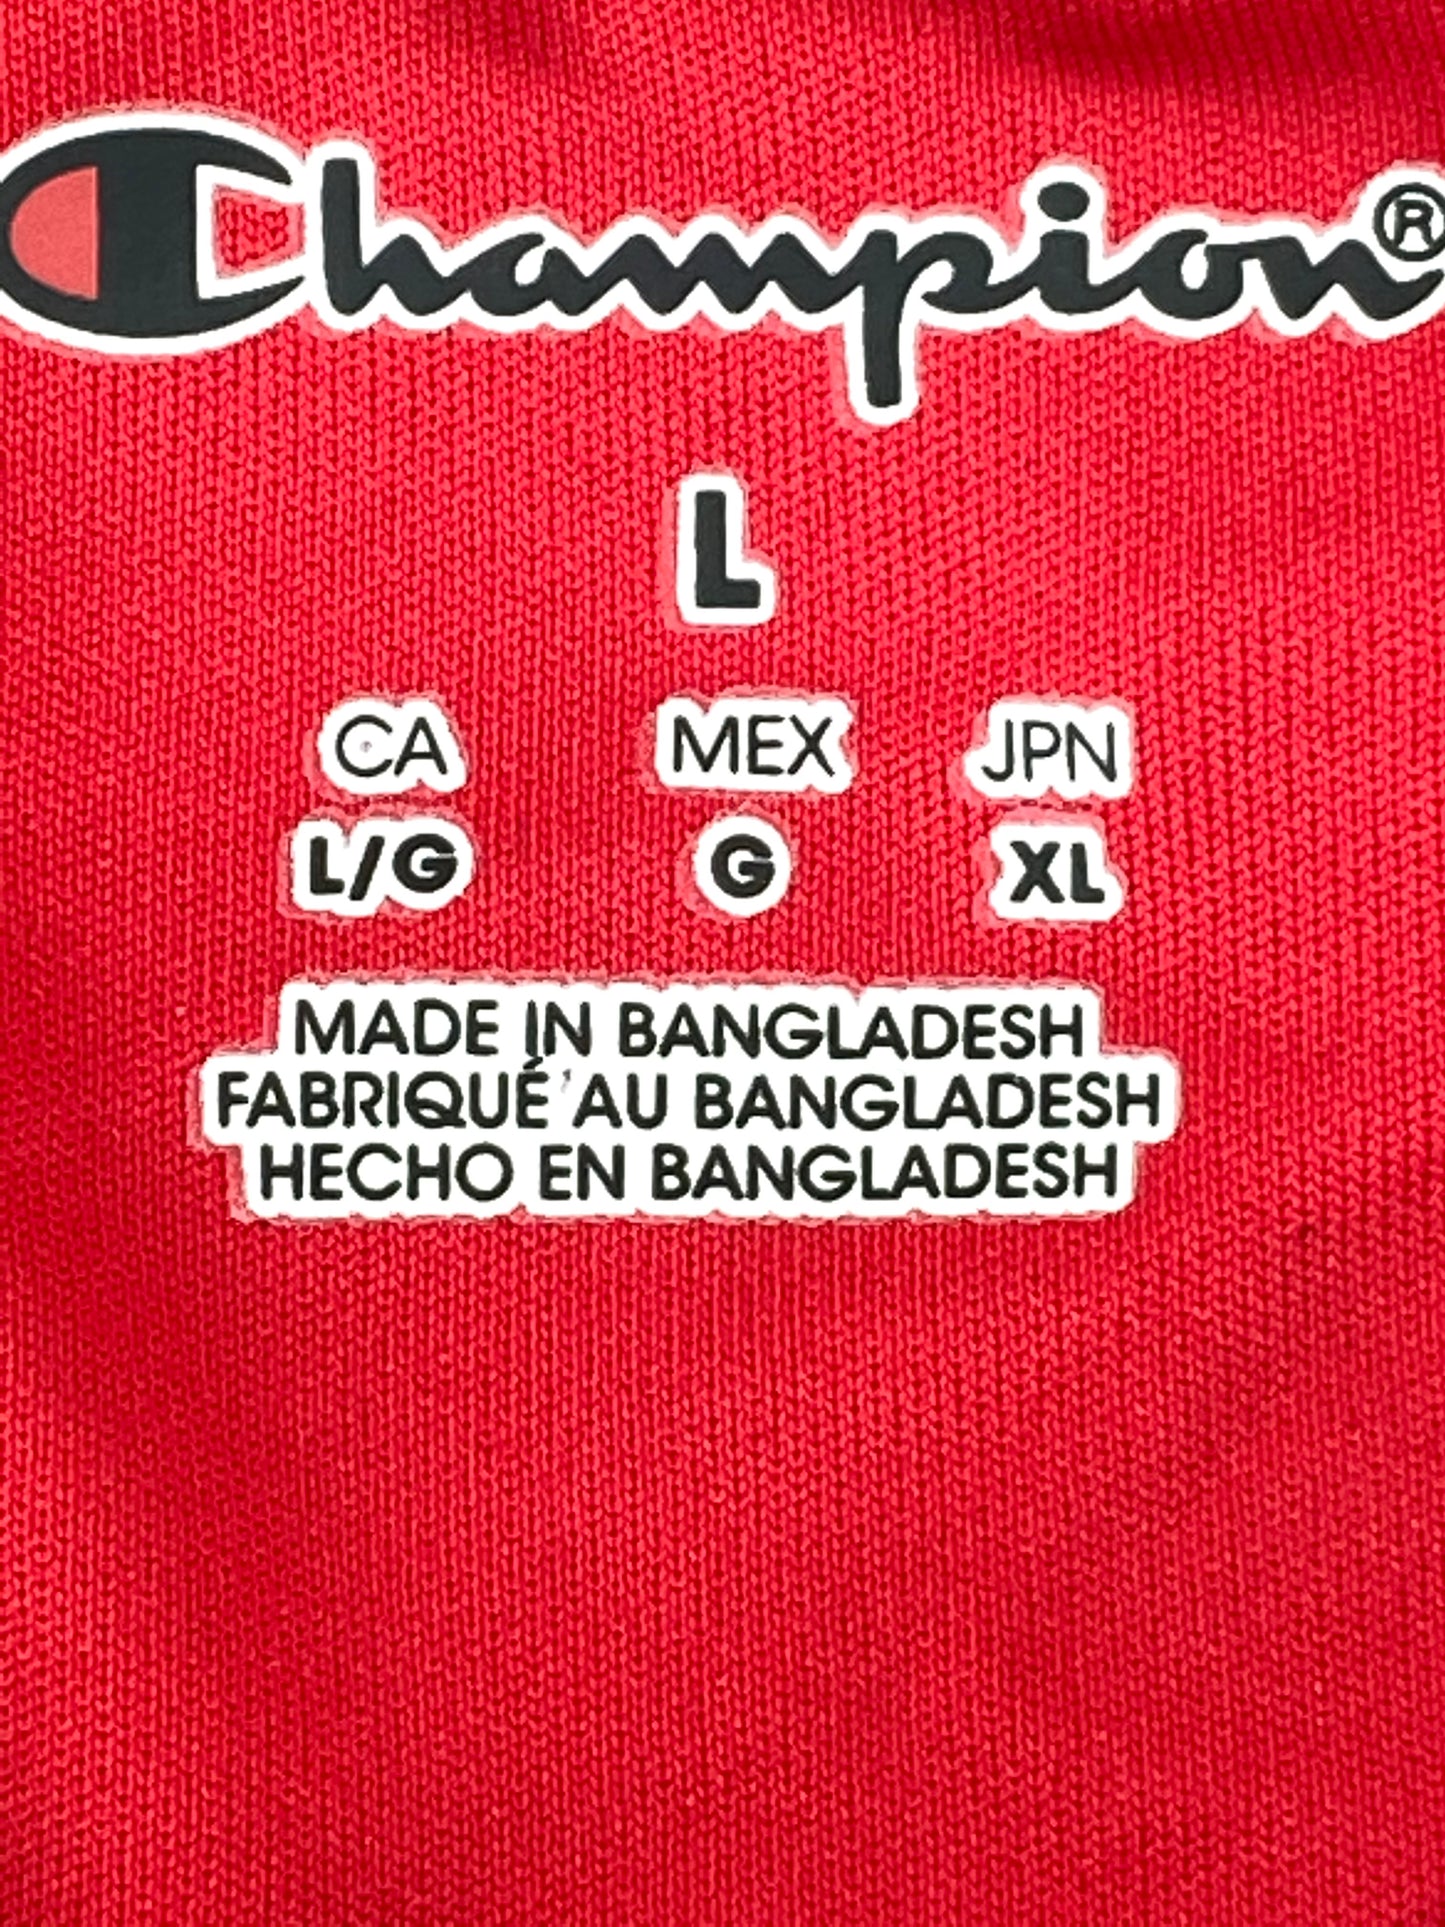 Champion®
L
CA MEX JPN
L/G G XL
MADE IN BANGLADESH
FABRIQUÉ AU BANGLADESH
HECHO EN BANGLADESH